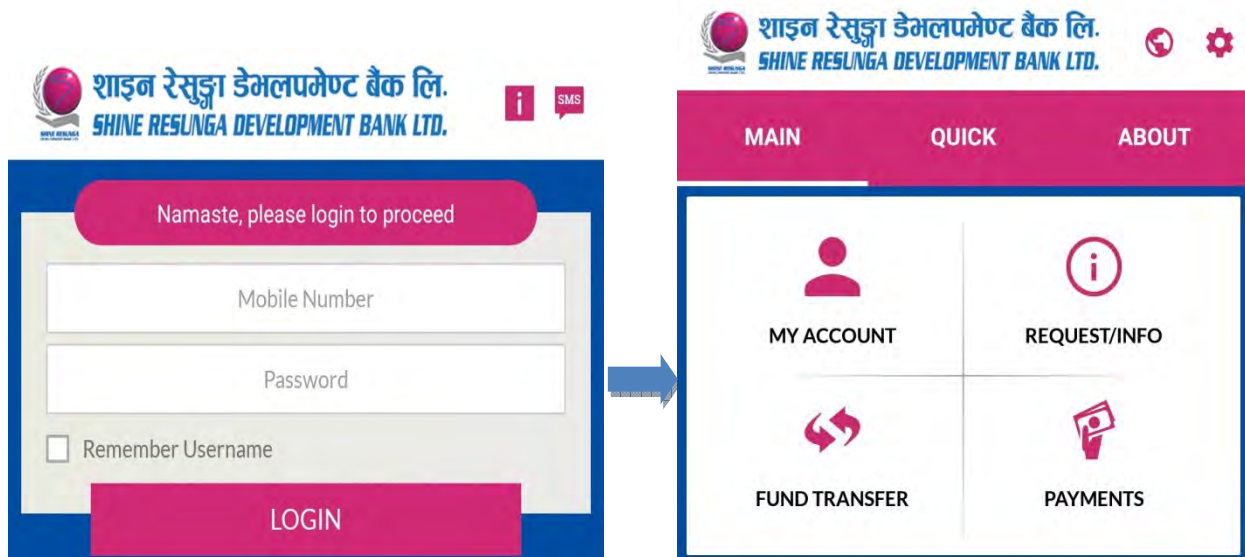 शाइन रेसुङ्गा डेभलपमेण्ट बैंक लि.
SHINE RESUNGA DEVELOPMENT BANK LTD.
i
SMS
Namaste, please login to proceed
Mobile Number
Password
Remember Username
LOGIN
शाइन रेसुङ्गा डेभलपमेण्ट बैंक लि.
SHINE RESUNGA DEVELOPMENT BANK LTD.
MAIN QUICK ABOUT
MY ACCOUNT REQUEST/INFO
FUND TRANSFER PAYMENTS